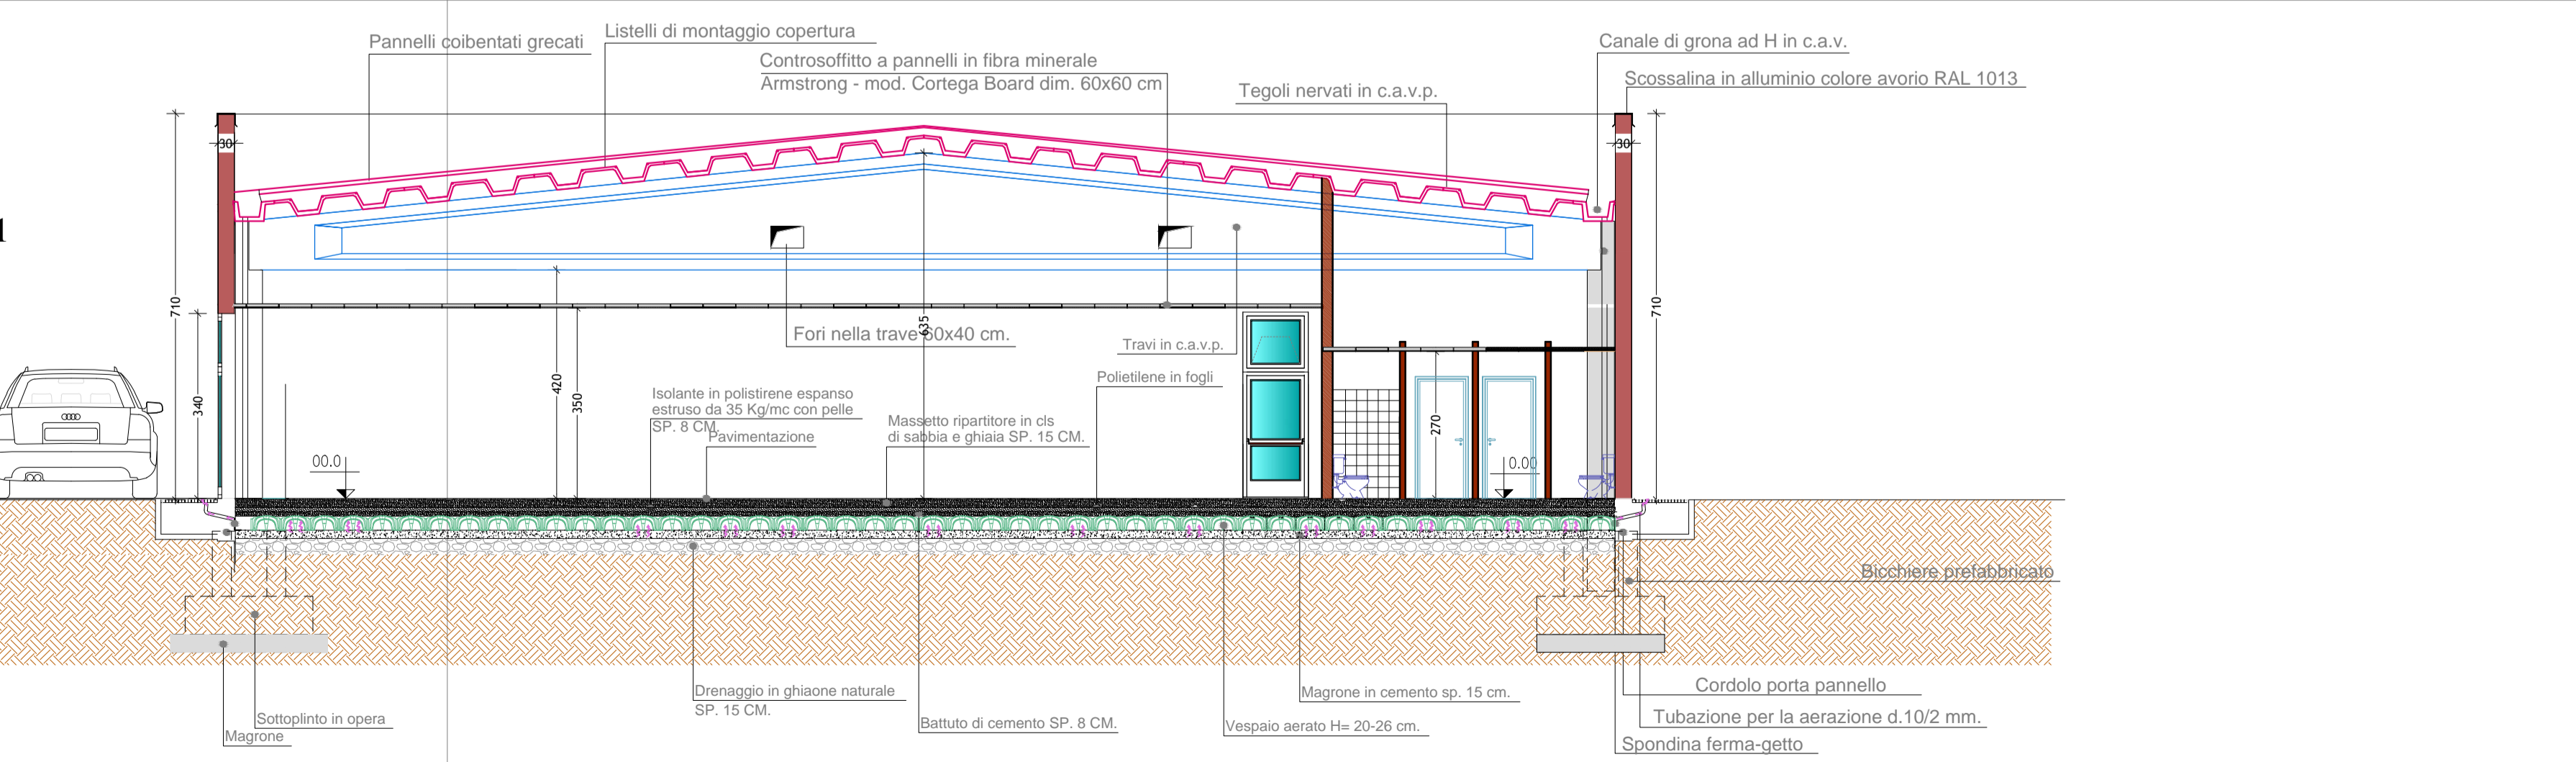 Pannelli coibentati grecati
Listelli di montaggio copertura
Controsoffitto a pannelli in fibra minerale
Armstrong - mod. Cortega Board dim. 60x60 cm
Tegoli nervati in c.a.v.p.
Canale di grona ad H in c.a.v.
Scossalina in alluminio colore avorio RAL 1013
30
30
710
340
420
350
635
270
710
Fori nella trave 60x40 cm.
Travi in c.a.v.p.
Polietilene in fogli
Isolante in polistirene espanso
estruso da 35 Kg/mc con pelle
SP. 8 CM.
Pavimentazione
Massetto ripartitore in cls
di sabbia e ghiaia SP. 15 CM.
00.0
0.00
Bicchiere prefabbricato
Drenaggio in ghiaone naturale
SP. 15 CM.
Magrone in cemento sp. 15 cm.
Cordolo porta pannello
Sottoplinto in opera
Magrone
Battuto di cemento SP. 8 CM.
Vespaio aerato H= 20-26 cm.
Tubazione per la aerazione d.10/2 mm.
Spondina ferma-getto